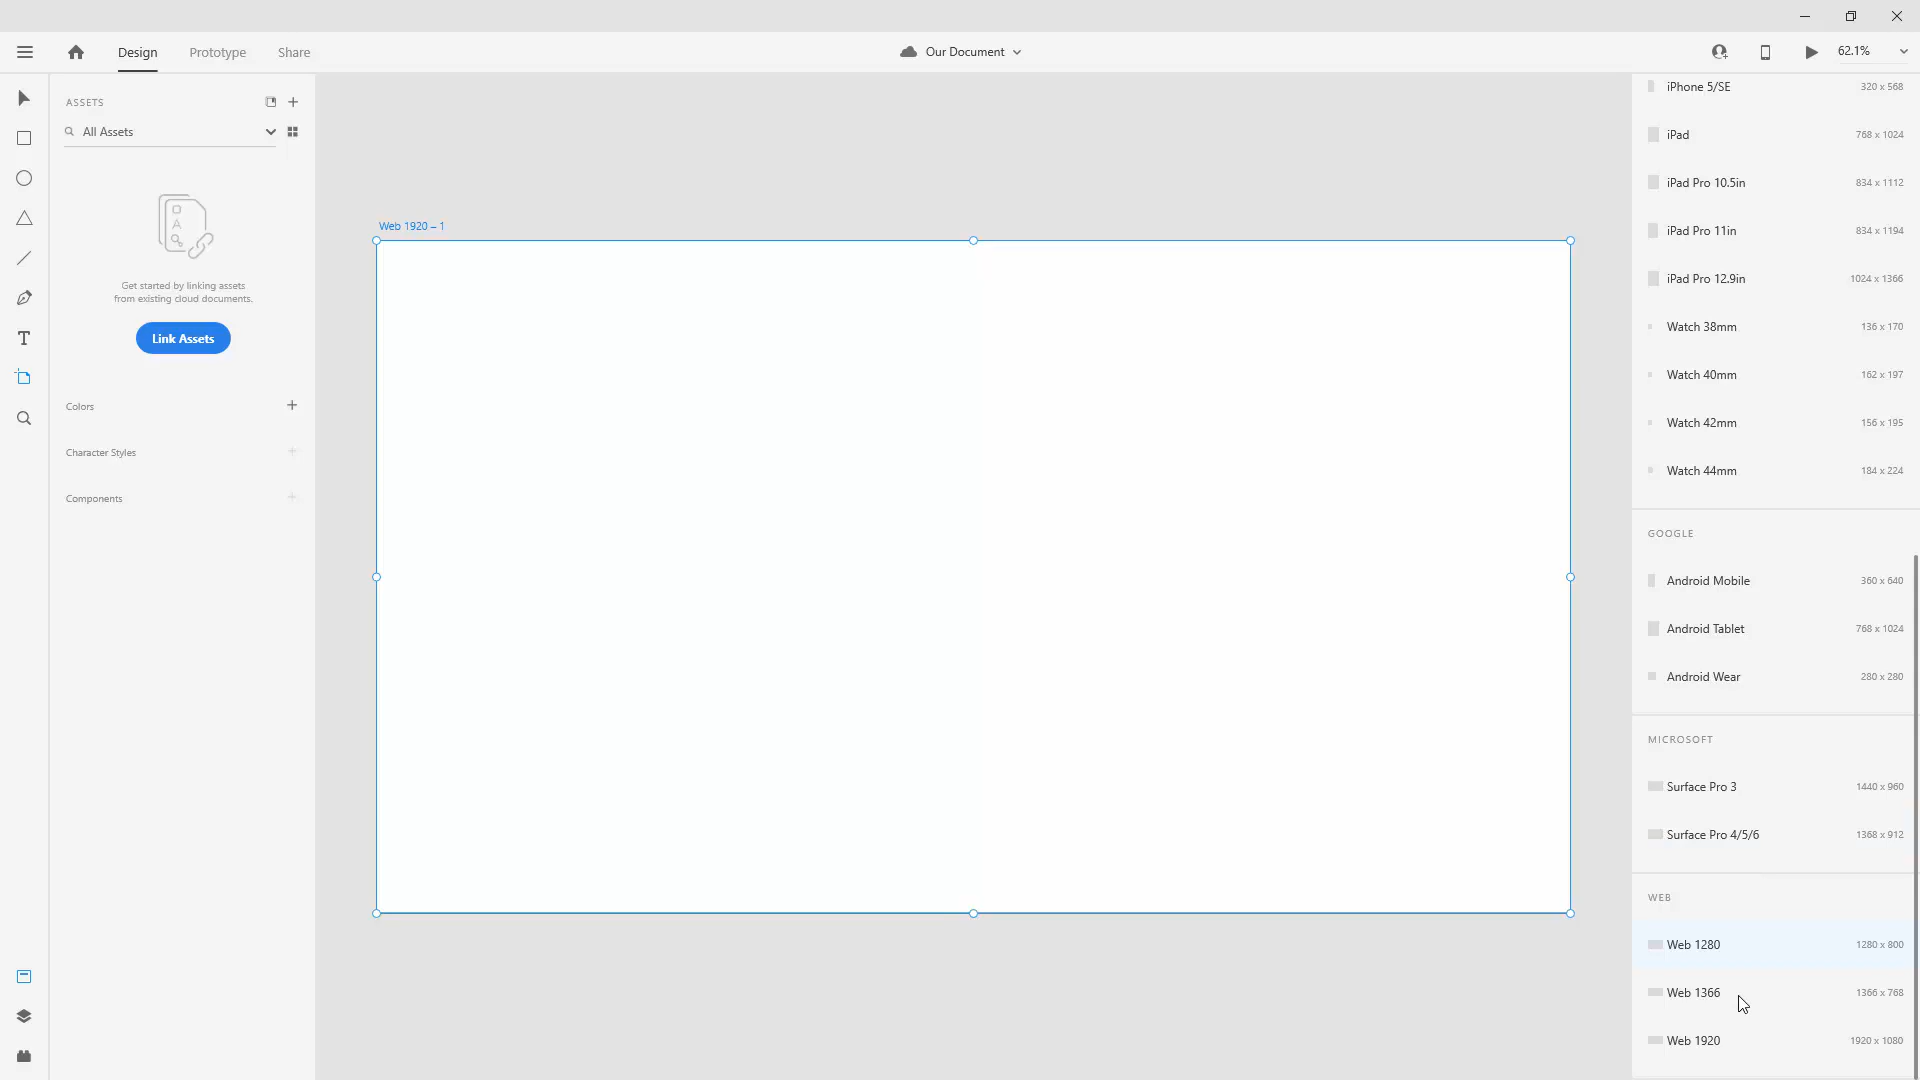 Design Prototype Share
Our Document
62.1%
ASSETS
All Assets
Get started by linking assets
from existing cloud documents.
Link Assets
Colors
Character Styles
Components
Web 1920 – 1
iPhone 5/SE 320 x 568
iPad 768 x 1024
iPad Pro 10.5in 834 x 1112
iPad Pro 11in 834 x 1194
iPad Pro 12.9in 1024 x 1366
Watch 38mm 136 x 170
Watch 40mm 162 x 197
Watch 42mm 156 x 195
Watch 44mm 184 x 224
GOOGLE
Android Mobile 360 x 640
Android Tablet 768 x 1024
Android Wear 280 x 280
MICROSOFT
Surface Pro 3 1440 x 960
Surface Pro 4/5/6 1368 x 912
WEB
Web 1280 1280 x 800
Web 1366 1366 x 768
Web 1920 1920 x 1080